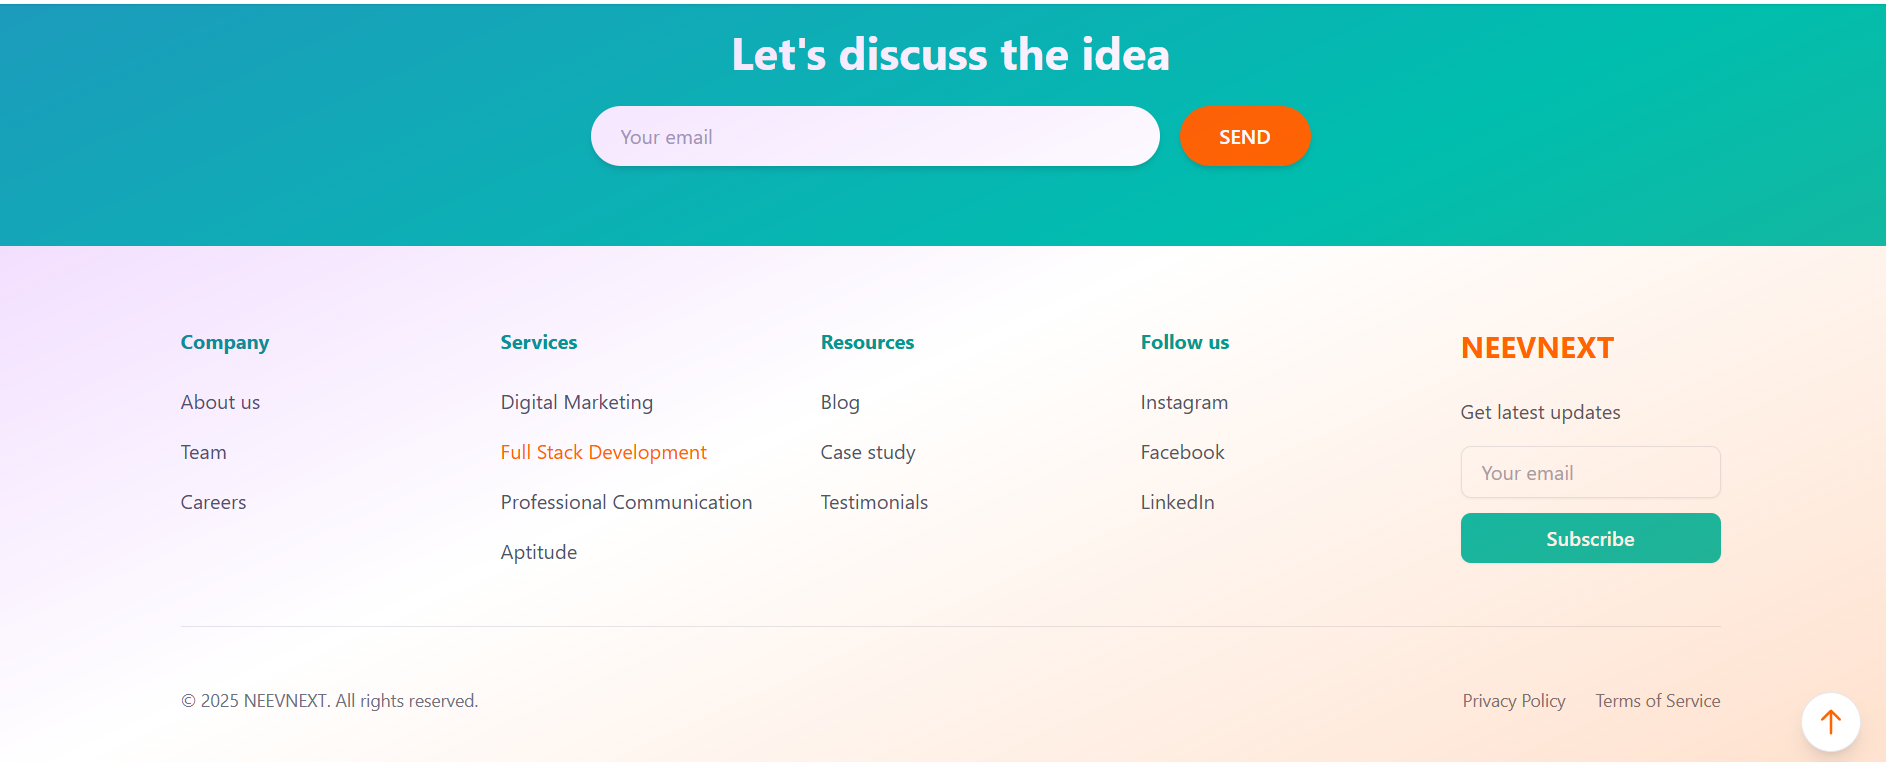 Let's discuss the idea
Your email
SEND
Company
About us
Team
Careers
Services
Digital Marketing
Full Stack Development
Professional Communication
Aptitude
Resources
Blog
Case study
Testimonials
Follow us
Instagram
Facebook
LinkedIn
NEEVNEXT
Get latest updates
Your email
Subscribe
© 2025 NEEVNEXT. All rights reserved.
Privacy Policy
Terms of Service